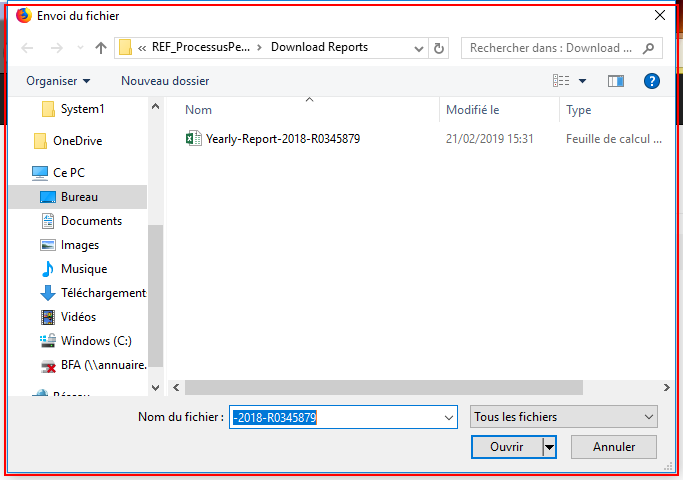 Envoi du fichier
« REF_ProcessusPe... > Download Reports
Rechercher dans : Download ...
Organiser
Nouveau dossier
System1
OneDrive
Ce PC
Bureau
Documents
Images
Musique
Téléchargement
Vidéos
Windows (C:)
BFA (\\annuaire.
Réseau
Nom
Modifié le
Type
Yearly-Report-2018-R0345879
21/02/2019 15:31
Feuille de calcul ...
Nom du fichier :
-2018-R0345879
Tous les fichiers
Ouvrir
Annuler